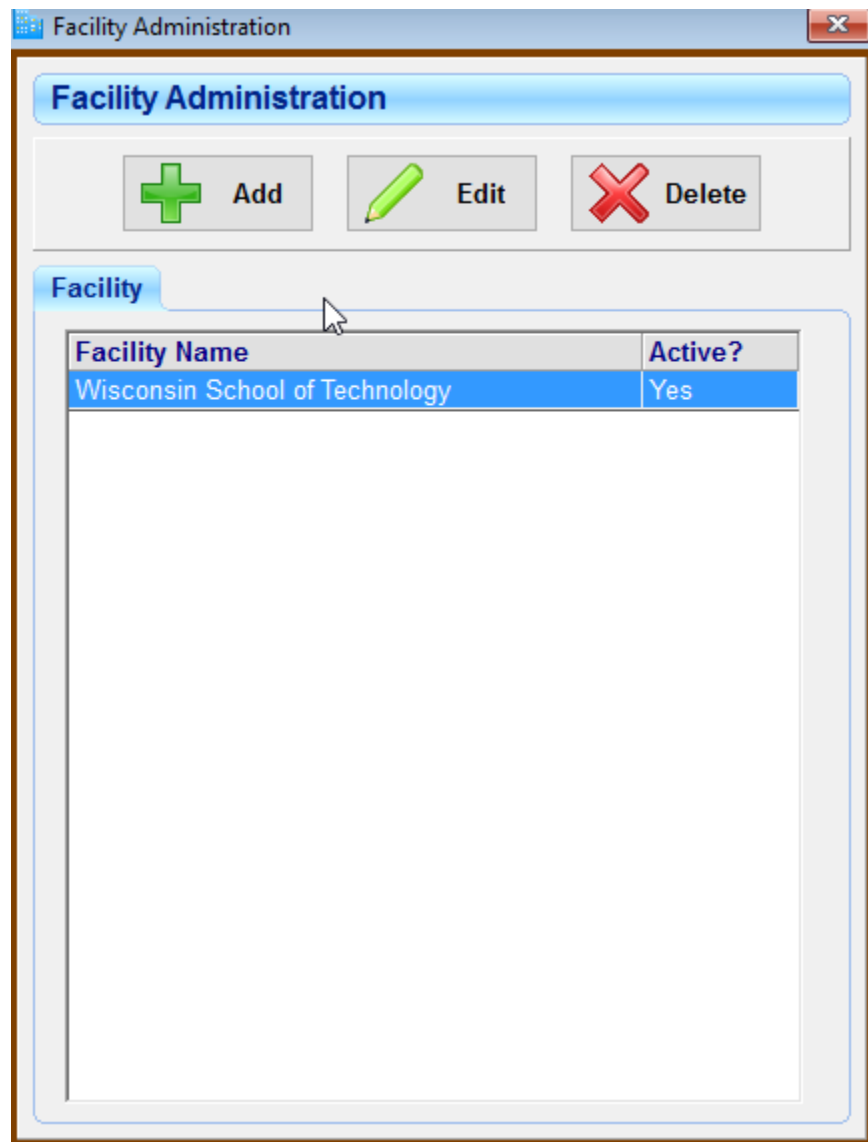 Facility Administration
Facility Administration
Add Edit Delete
Facility
Facility Name Active?
Wisconsin School of Technology Yes